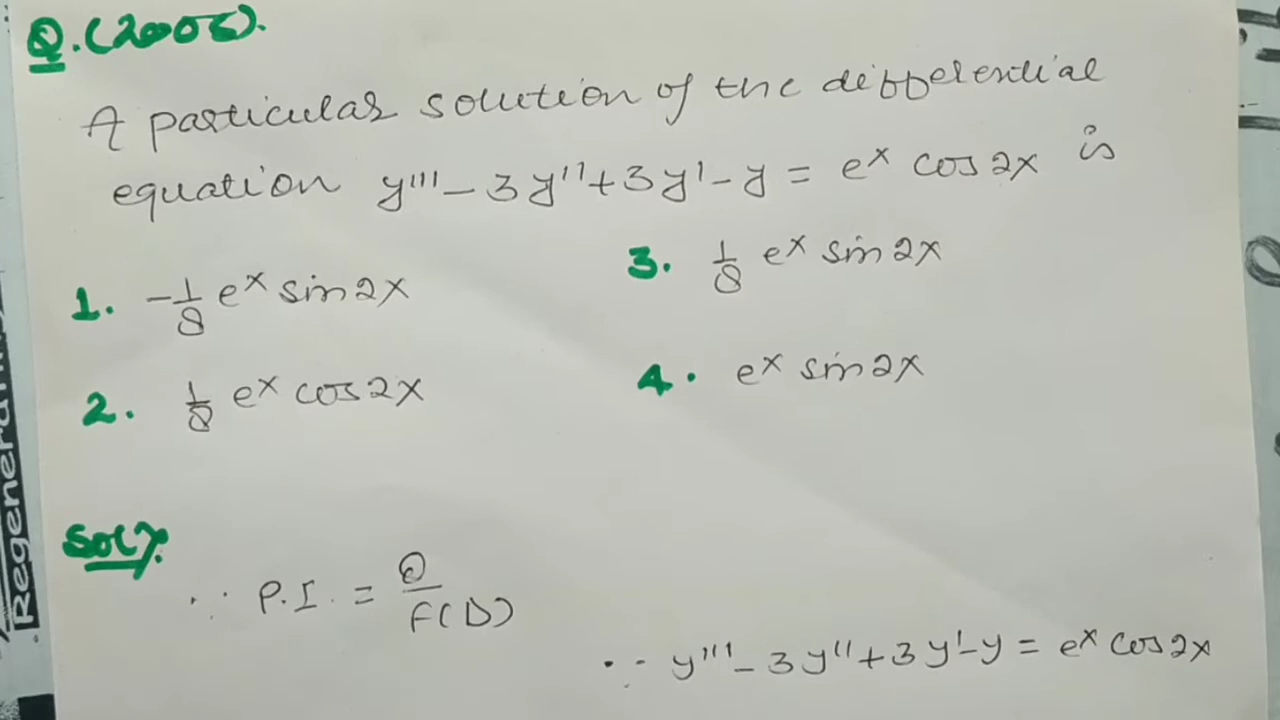 Q.(2006).
A particular solution of the differential
equation y''' - 3y'' + 3y' - y = e^x cos 2x is
1. -1/8 e^x sin 2x
2. 1/8 e^x cos 2x
3. 1/8 e^x sin 2x
4. e^x sin 2x
Sol^n:
∵ P.I. = Q/F(D)
∵ y''' - 3y'' + 3y' - y = e^x cos 2x